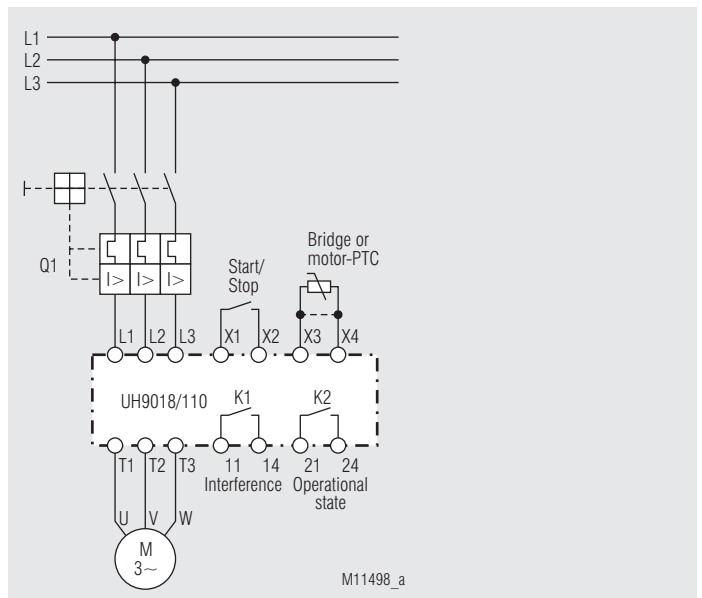 L1
L2
L3
Q1
I> I> I>
Start/
Stop
Bridge or
motor-PTC
L1 L2 L3 X1 X2 X3 X4
UH9018/110
K1 K2
T1 T2 T3 11 14 21 24
Interference Operational
state
U V W
M
3~
M11498_a